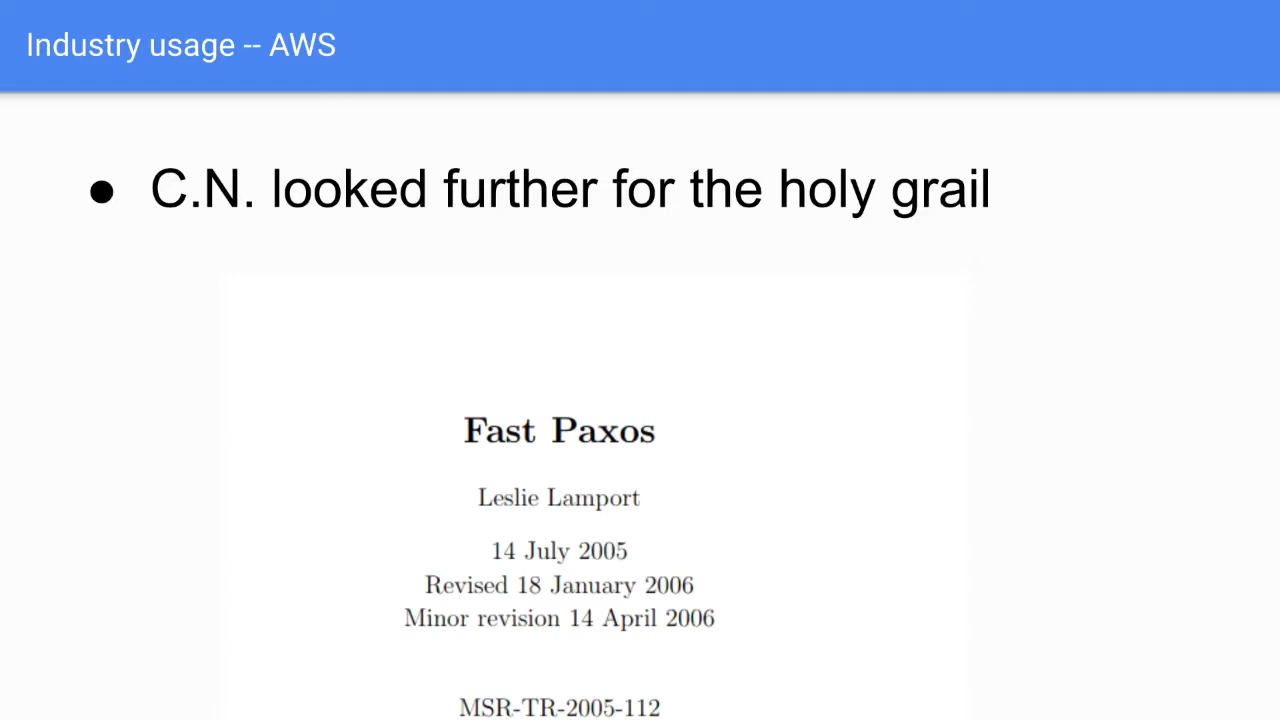 Industry usage -- AWS
● C.N. looked further for the holy grail
Fast Paxos
Leslie Lamport
14 July 2005
Revised 18 January 2006
Minor revision 14 April 2006
MSR-TR-2005-112